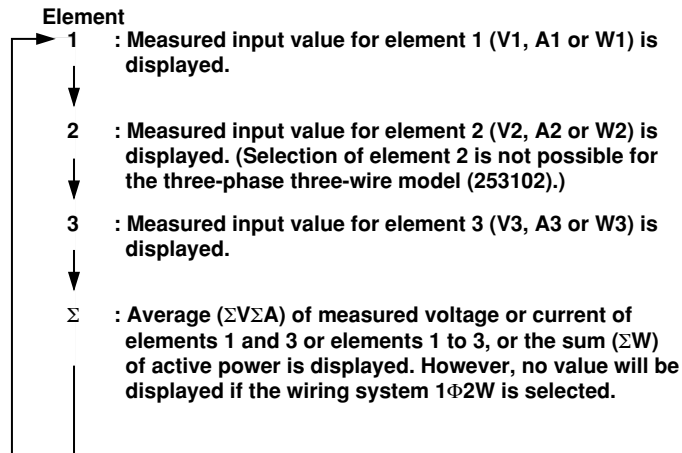 Element
1 : Measured input value for element 1 (V1, A1 or W1) is
displayed.
2 : Measured input value for element 2 (V2, A2 or W2) is
displayed. (Selection of element 2 is not possible for
the three-phase three-wire model (253102).)
3 : Measured input value for element 3 (V3, A3 or W3) is
displayed.
Σ : Average (ΣVΣA) of measured voltage or current of
elements 1 and 3 or elements 1 to 3, or the sum (ΣW)
of active power is displayed. However, no value will be
displayed if the wiring system 1Φ2W is selected.